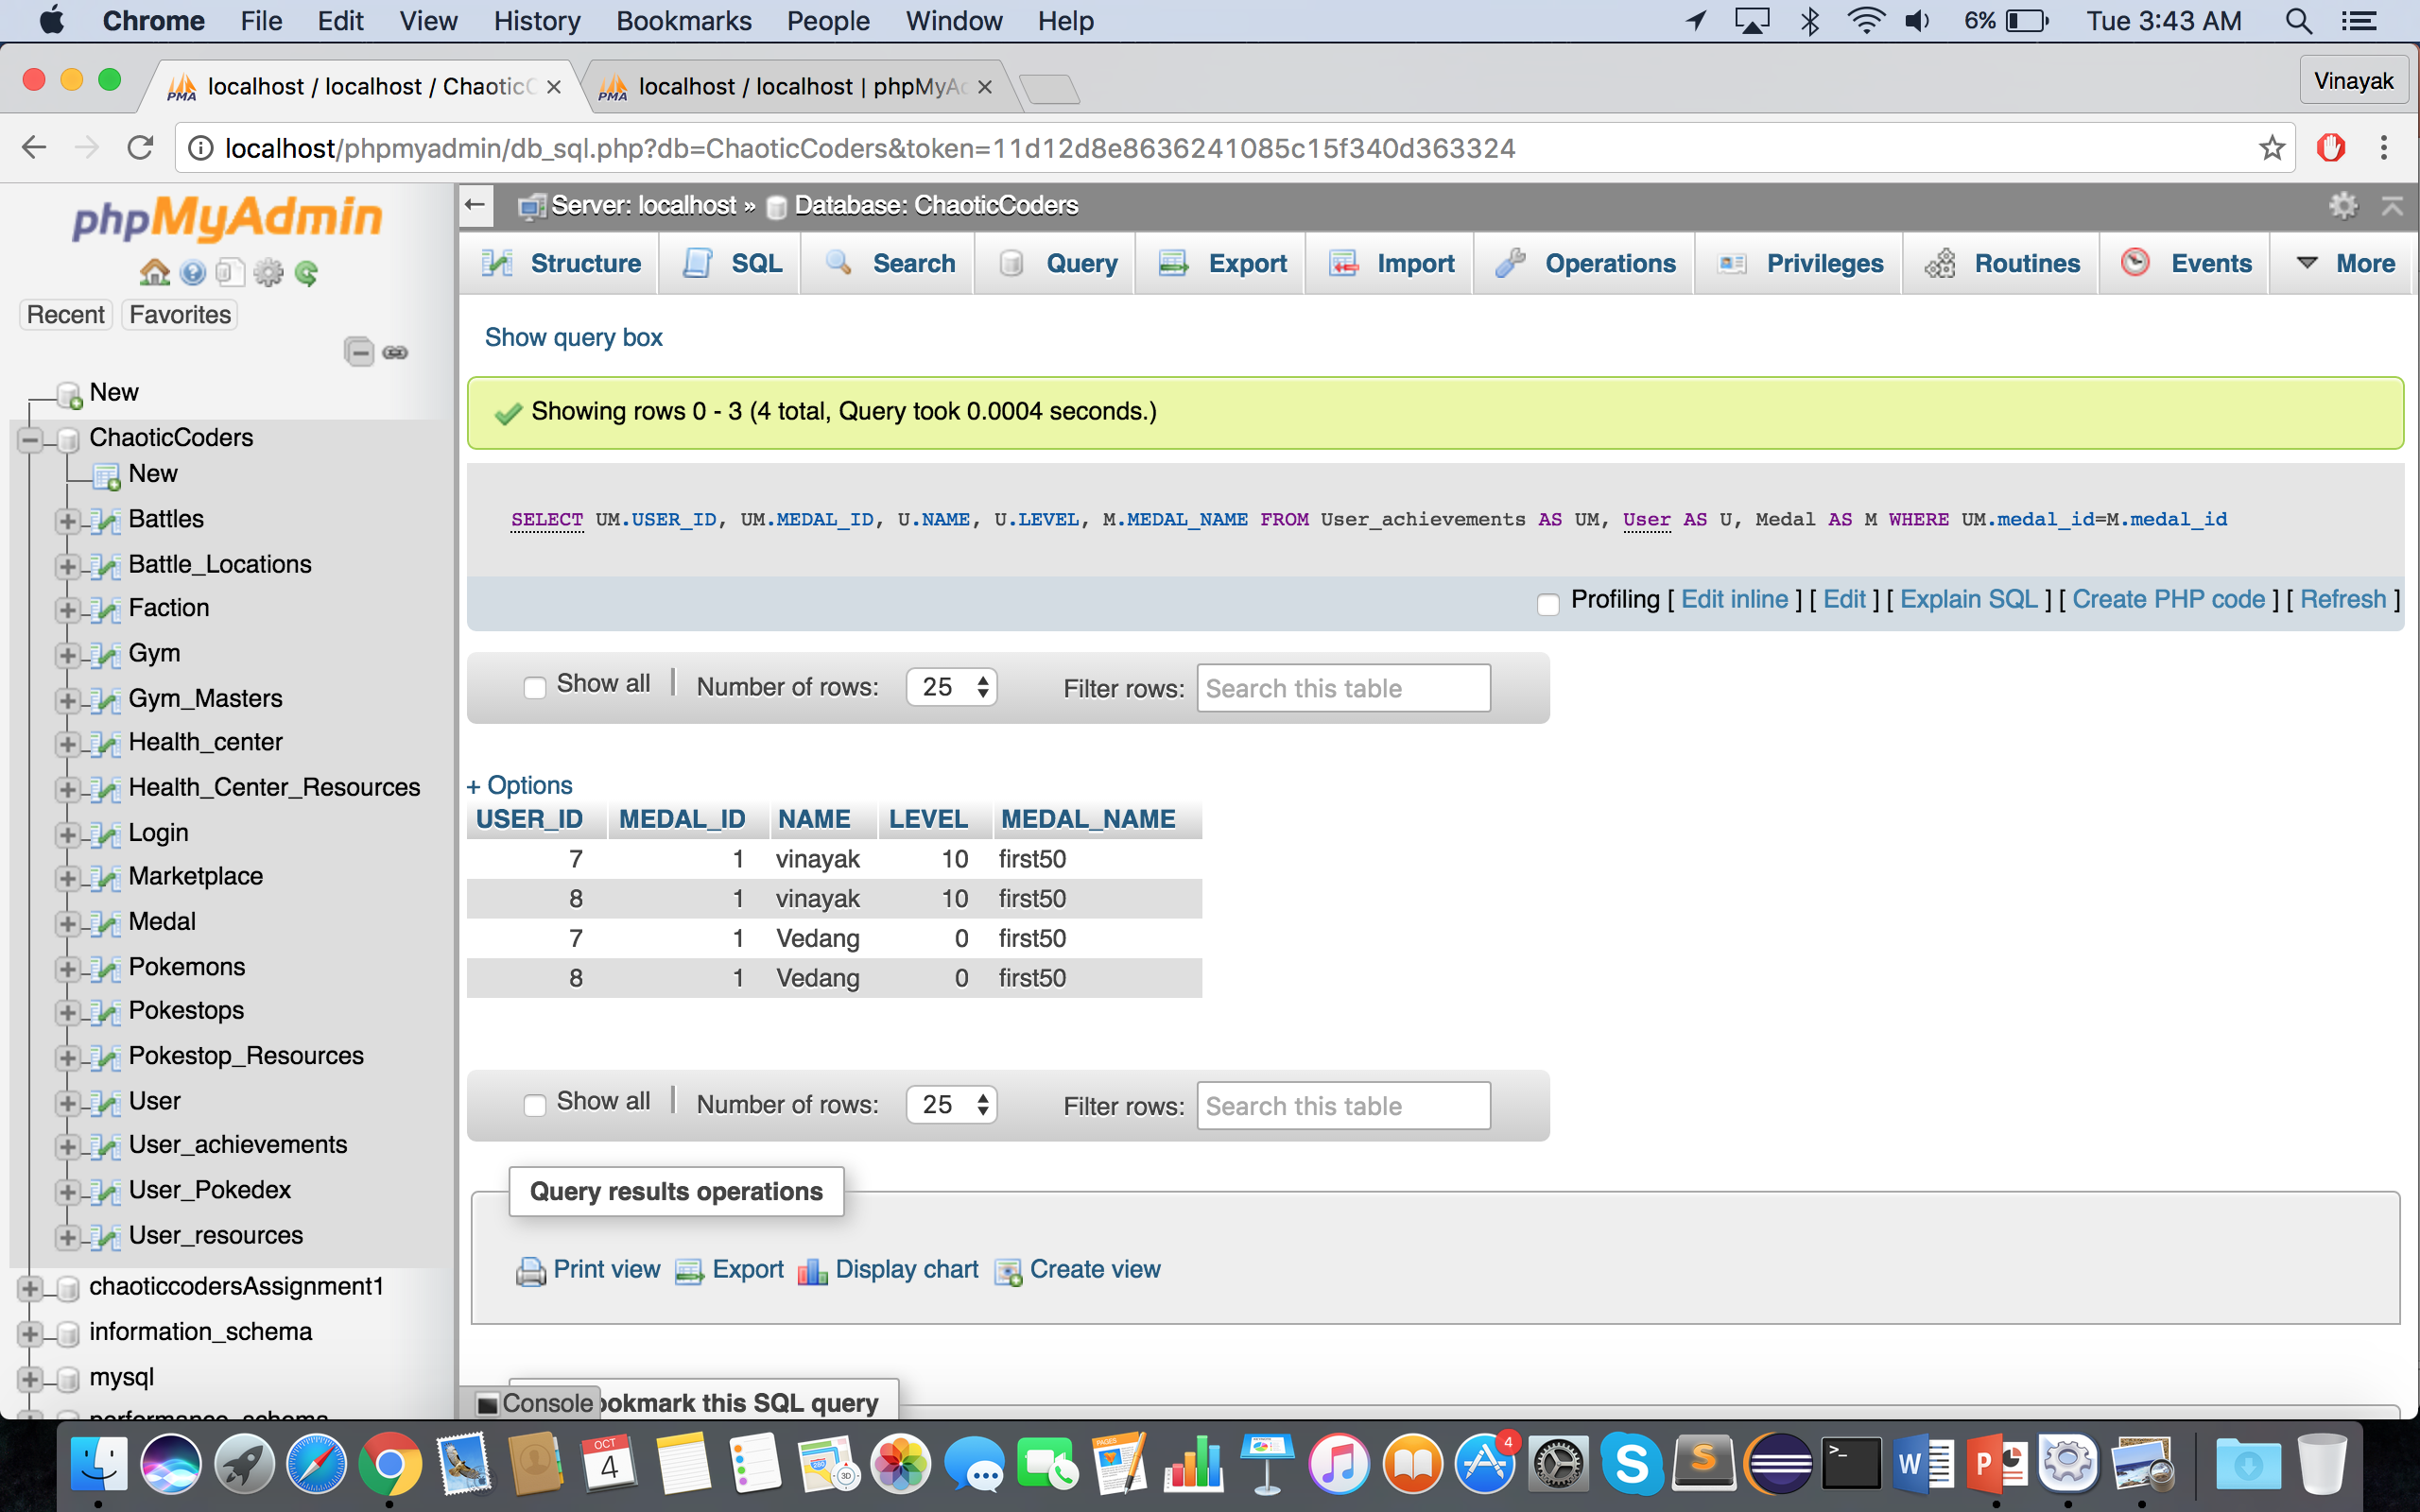 Chrome File Edit View History Bookmarks People Window Help 6% Tue 3:43 AM
PMA localhost / localhost / Chaotic PMA localhost / localhost | phpMyA Vinayak
localhost/phpmyadmin/db_sql.php?db=ChaoticCoders&token=11d12d8e8636241085c15f340d363324
phpMyAdmin
Recent Favorites
New
ChaoticCoders
New
Battles
Battle_Locations
Faction
Gym
Gym_Masters
Health_center
Health_Center_Resources
Login
Marketplace
Medal
Pokemons
Pokestops
Pokestop_Resources
User
User_achievements
User_Pokedex
User_resources
chaoticcodersAssignment1
information_schema
mysql
performance_schema
Server: localhost » Database: ChaoticCoders
Structure SQL Search Query Export Import Operations Privileges Routines Events More
Show query box
Showing rows 0 - 3 (4 total, Query took 0.0004 seconds.)
SELECT UM.USER_ID, UM.MEDAL_ID, U.NAME, U.LEVEL, M.MEDAL_NAME FROM User_achievements AS UM, User AS U, Medal AS M WHERE UM.medal_id=M.medal_id
Profiling [ Edit inline ] [ Edit ] [ Explain SQL ] [ Create PHP code ] [ Refresh ]
Show all | Number of rows: 25 Filter rows: Search this table
+ Options
USER_ID MEDAL_ID NAME LEVEL MEDAL_NAME
7 1 vinayak 10 first50
8 1 vinayak 10 first50
7 1 Vedang 0 first50
8 1 Vedang 0 first50
Show all | Number of rows: 25 Filter rows: Search this table
Query results operations
Print view Export Display chart Create view
Console ookmark this SQL query
OCT
4
PAGES
280
3D
4
S
S
>_
W
P